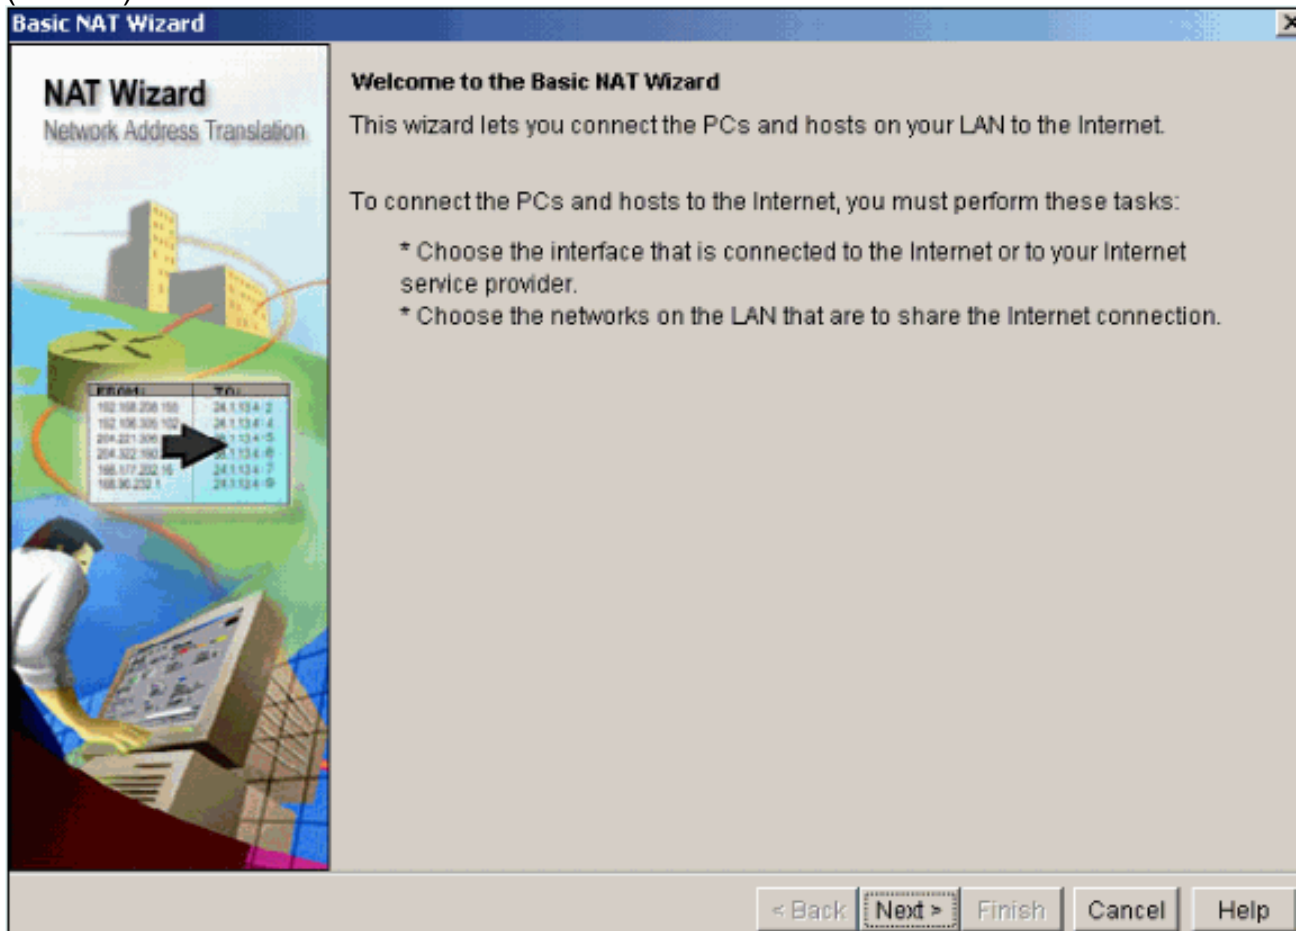 Basic NAT Wizard
NAT Wizard
Network Address Translation
Welcome to the Basic NAT Wizard
This wizard lets you connect the PCs and hosts on your LAN to the Internet.
To connect the PCs and hosts to the Internet, you must perform these tasks:
* Choose the interface that is connected to the Internet or to your Internet
service provider.
* Choose the networks on the LAN that are to share the Internet connection.
TO:
< Back
Next >
Finish
Cancel
Help